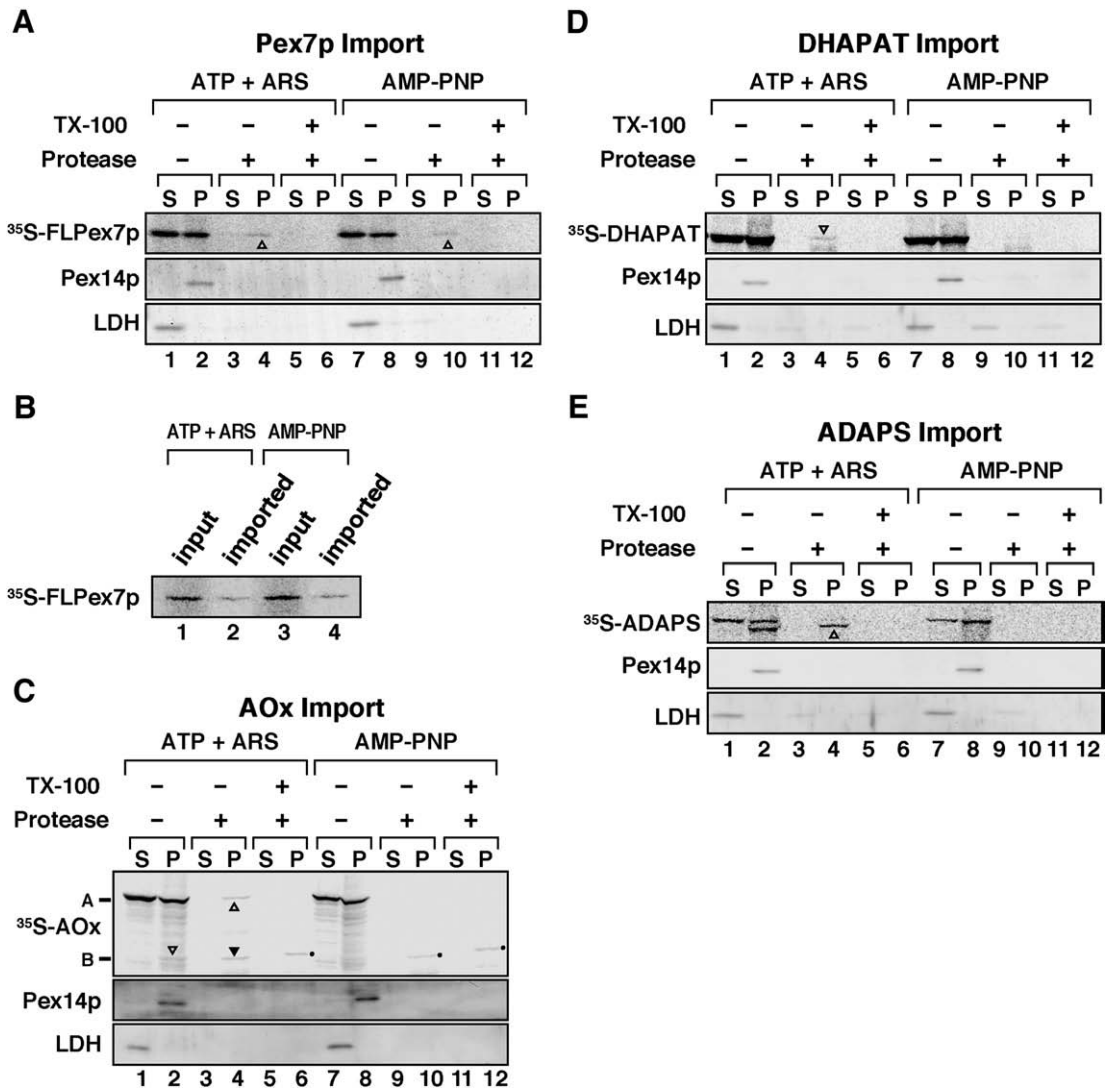 A
Pex7p Import
ATP + ARS AMP-PNP
TX-100 – – + – – +
Protease – + + – + +
S P S P S P S P S P S P
³⁵S-FLPex7p
Pex14p
LDH
1 2 3 4 5 6 7 8 9 10 11 12
B
ATP + ARS AMP-PNP
input imported input imported
³⁵S-FLPex7p
1 2 3 4
C
AOx Import
ATP + ARS AMP-PNP
TX-100 – – + – – +
Protease – + + – + +
S P S P S P S P S P S P
A
³⁵S-AOx
B
Pex14p
LDH
1 2 3 4 5 6 7 8 9 10 11 12
D
DHAPAT Import
ATP + ARS AMP-PNP
TX-100 – – + – – +
Protease – + + – + +
S P S P S P S P S P S P
³⁵S-DHAPAT
Pex14p
LDH
1 2 3 4 5 6 7 8 9 10 11 12
E
ADAPS Import
ATP + ARS AMP-PNP
TX-100 – – + – – +
Protease – + + – + +
S P S P S P S P S P S P
³⁵S-ADAPS
Pex14p
LDH
1 2 3 4 5 6 7 8 9 10 11 12